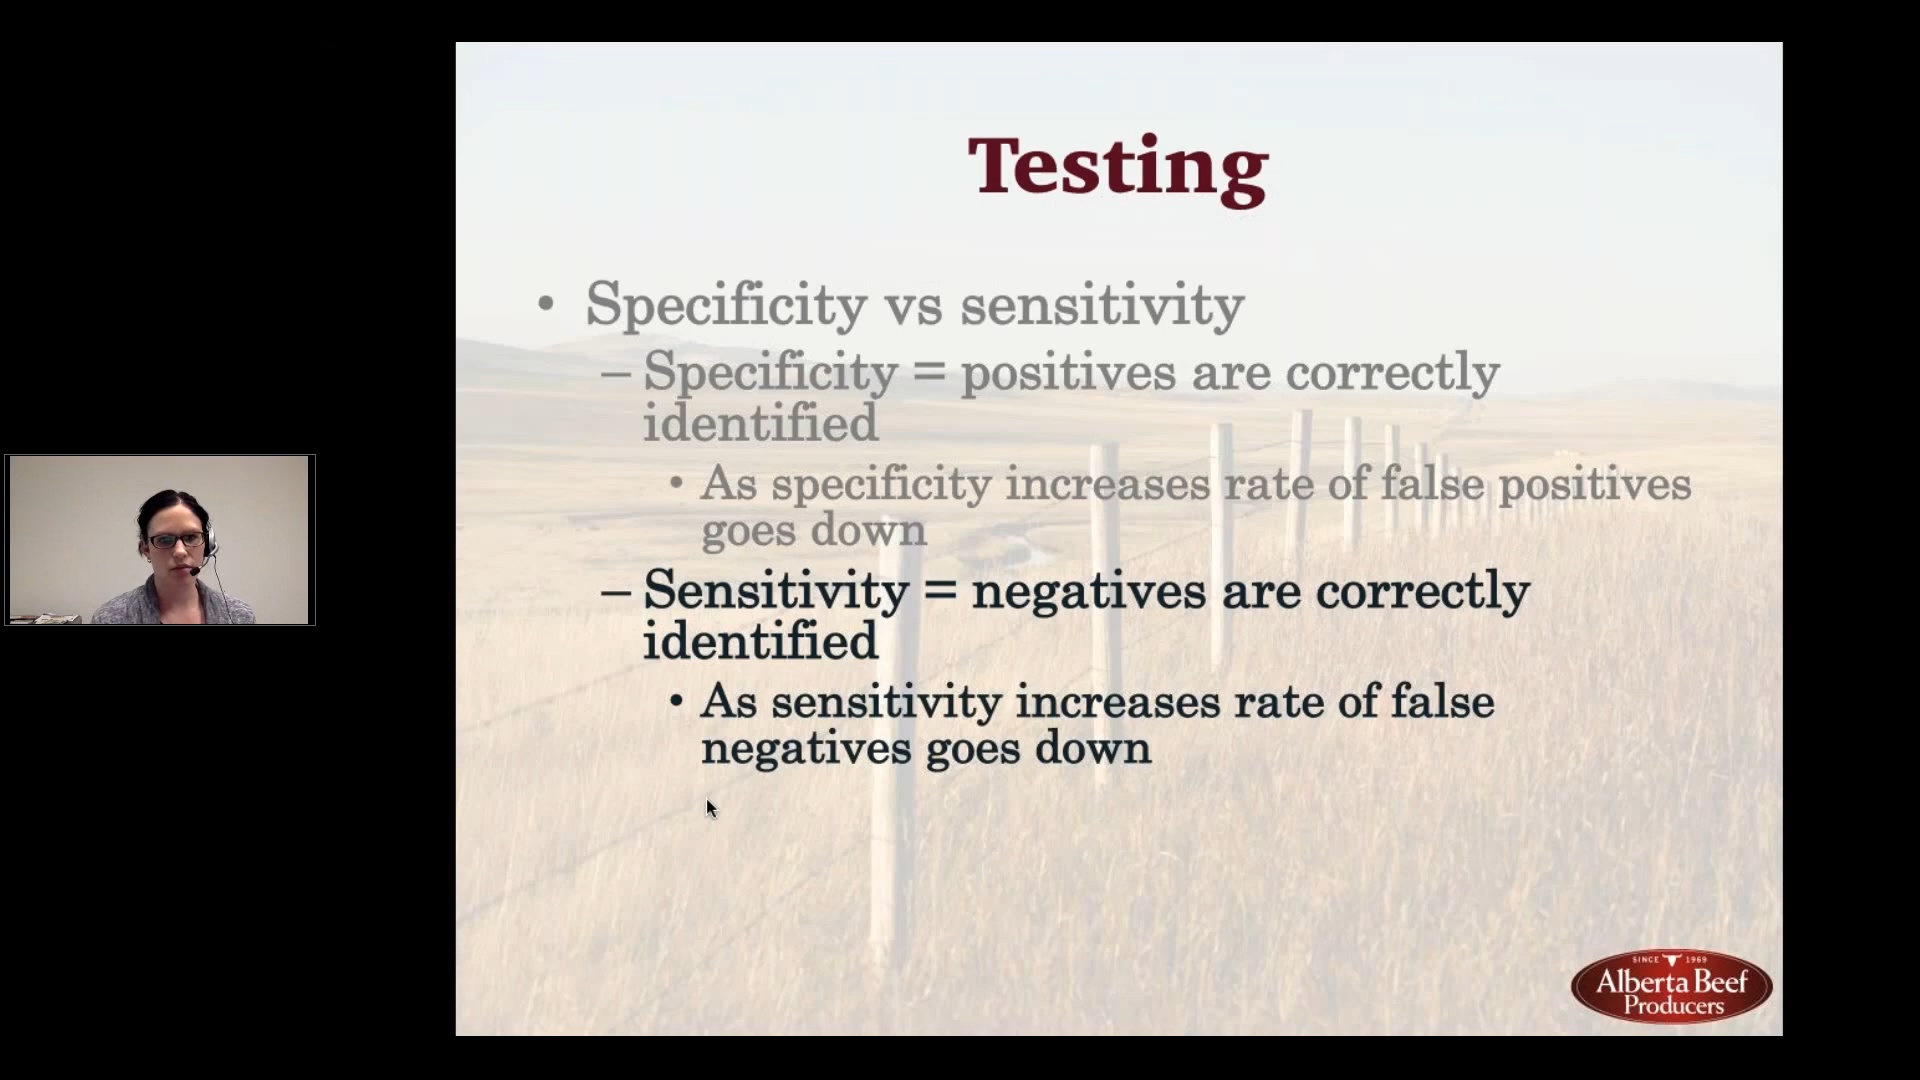 Testing
• Specificity vs sensitivity
– Specificity = positives are correctly
identified
• As specificity increases rate of false positives
goes down
– Sensitivity = negatives are correctly
identified
• As sensitivity increases rate of false
negatives goes down
SINCE 1969
Alberta Beef
Producers